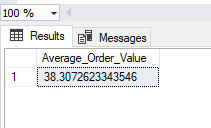 100 %
Results Messages
Average_Order_Value
1 38.3072623343546